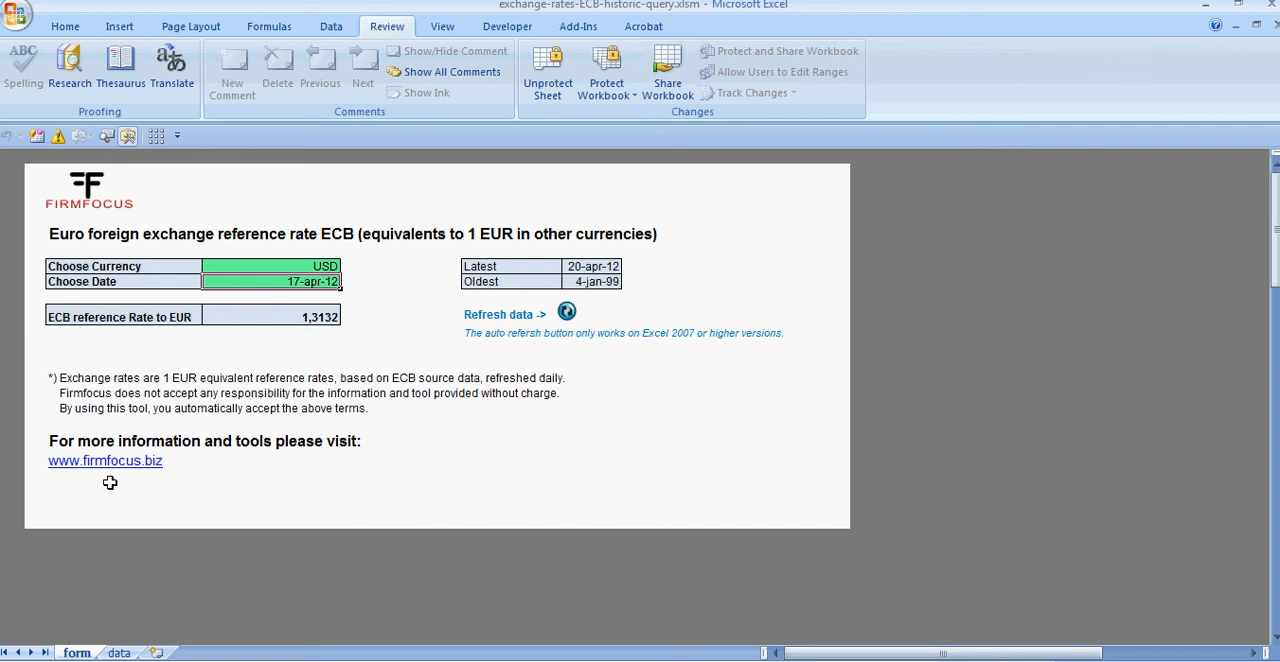 exchange-rates-ECB-historic-query.xlsm - Microsoft Excel
Home Insert Page Layout Formulas Data Review View Developer Add-Ins Acrobat
ABC
Spelling Research Thesaurus Translate
Proofing
New Comment Delete Previous Next
Show/Hide Comment
Show All Comments
Show Ink
Comments
Unprotect Sheet Protect Workbook Share Workbook
Protect and Share Workbook
Allow Users to Edit Ranges
Track Changes
Changes
FIRMFOCUS
Euro foreign exchange reference rate ECB (equivalents to 1 EUR in other currencies)
Choose Currency USD
Choose Date 17-apr-12
Latest 20-apr-12
Oldest 4-jan-99
ECB reference Rate to EUR 1,3132
Refresh data ->
The auto refersh button only works on Excel 2007 or higher versions.
*) Exchange rates are 1 EUR equivalent reference rates, based on ECB source data, refreshed daily.
Firmfocus does not accept any responsibility for the information and tool provided without charge.
By using this tool, you automatically accept the above terms.
For more information and tools please visit:
www.firmfocus.biz
form data